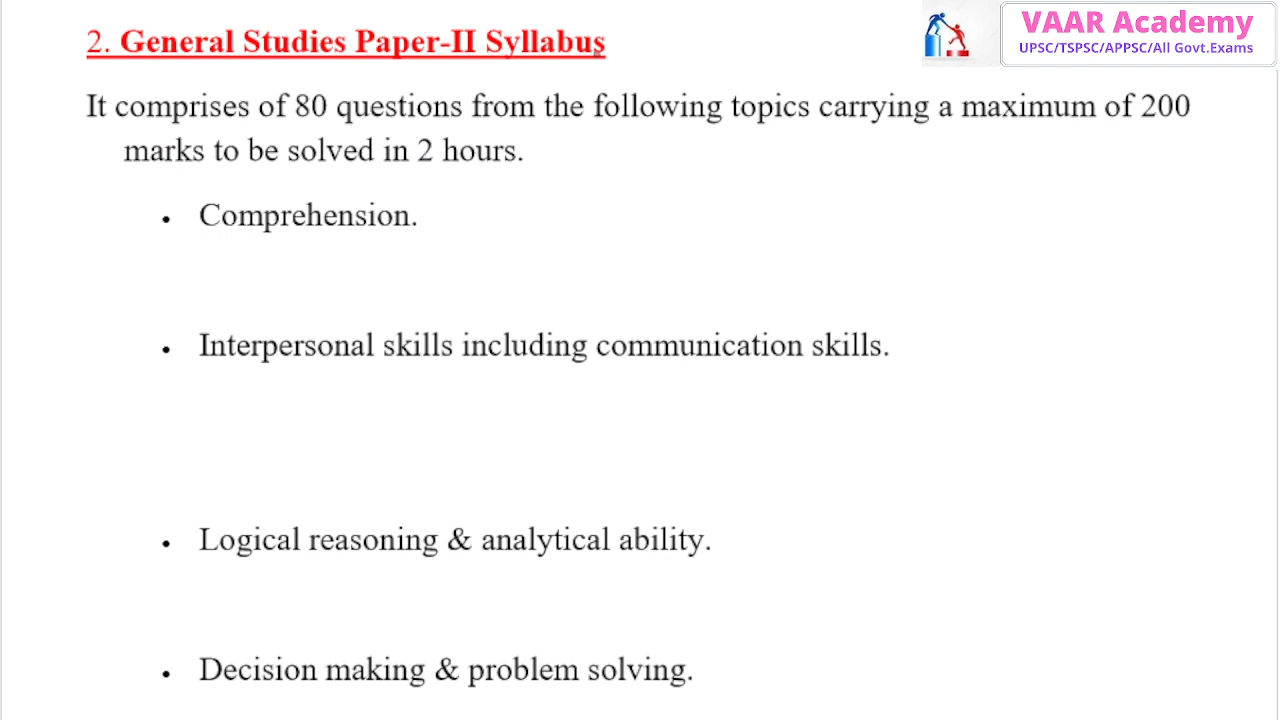 2. General Studies Paper-II Syllabus
VAAR Academy
UPSC/TSPSC/APPSC/All Govt.Exams
It comprises of 80 questions from the following topics carrying a maximum of 200
marks to be solved in 2 hours.
• Comprehension.
• Interpersonal skills including communication skills.
• Logical reasoning & analytical ability.
• Decision making & problem solving.